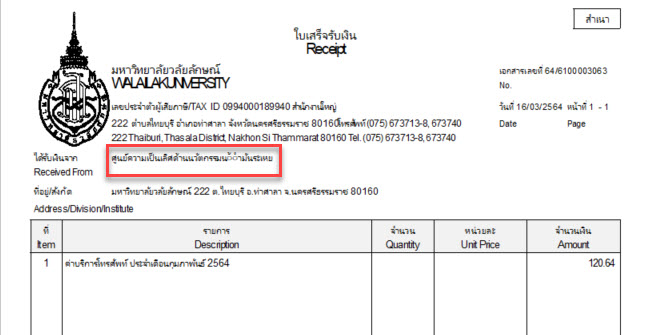 สำเนา
ใบเสร็จรับเงิน
Receipt
มหาวิทยาลัยวลัยลักษณ์
WALAILAK UNIVERSITY
เอกสารเลขที่ 64/6100003063
No.
เลขประจำตัวผู้เสียภาษี/TAX ID 0994000189940 สำนักงานใหญ่
วันที่ 16/03/2564 หน้าที่ 1 - 1
Date Page
222 ตำบลไทยบุรี อำเภอท่าศาลา จังหวัดนครศรีธรรมราช 80160โทรศัพท์(075) 673713-8, 673740
222 Thaiburi, Thasala District, Nakhon Si Thammarat 80160 Tel. (075) 673713-8, 673740
ได้รับเงินจาก ศูนย์ความเป็นเลิศด้านนวัตกรรมน้ำมันระเหย
Received From
ที่อยู่/สังกัด มหาวิทยาลัยวลัยลักษณ์ 222 ต.ไทยบุรี อ.ท่าศาลา จ.นครศรีธรรมราช 80160
Address/Division/Institute
ที่ รายการ จำนวน หน่วยละ จำนวนเงิน
Item Description Quantity Unit Price Amount
1 ค่าบริการโทรศัพท์ ประจำเดือนกุมภาพันธ์ 2564 120.64